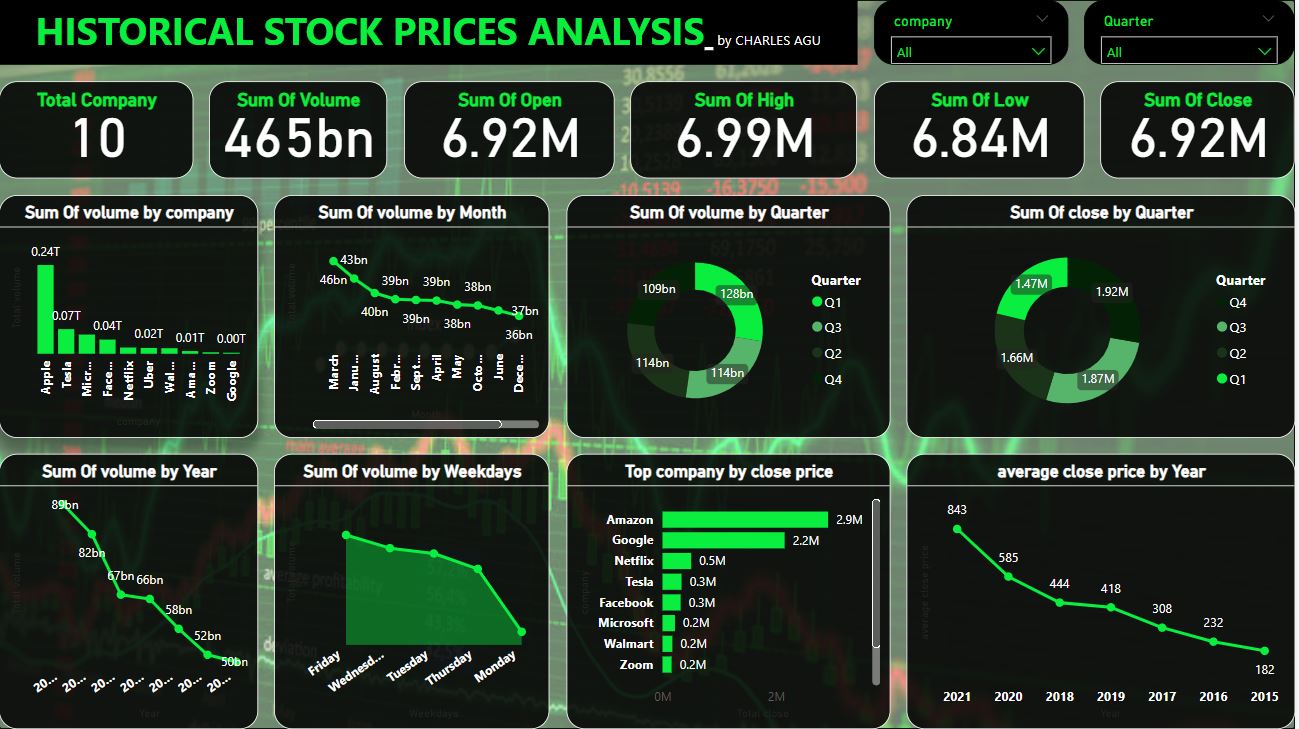 HISTORICAL STOCK PRICES ANALYSIS_ by CHARLES AGU
company
All
Quarter
All
Total Company
10
Sum Of Volume
465bn
Sum Of Open
6.92M
Sum Of High
6.99M
Sum Of Low
6.84M
Sum Of Close
6.92M
Sum Of volume by company
Total volume
0.24T
0.07T
0.04T
0.02T
0.01T
0.00T
Apple
Tesla
Micr...
Face...
Netflix
Uber
Wal...
Ama...
Zoom
Google
company
Sum Of volume by Month
Total volume
46bn
43bn
40bn
39bn
39bn
39bn
38bn
38bn
37bn
36bn
March
Janu...
August
Febr...
Sept...
April
May
Octo...
June
Dece...
Month
Sum Of volume by Quarter
109bn
128bn
114bn
114bn
Quarter
Q1
Q3
Q2
Q4
Sum Of close by Quarter
1.47M
1.92M
1.66M
1.87M
Quarter
Q4
Q3
Q2
Q1
Sum Of volume by Year
Total volume
89bn
82bn
67bn
66bn
58bn
52bn
50bn
20...
20...
20...
20...
20...
20...
20...
Year
Sum Of volume by Weekdays
Total volume
Friday
Wednesd...
Tuesday
Thursday
Monday
Weekdays
Top company by close price
company
Amazon 2.9M
Google 2.2M
Netflix 0.5M
Tesla 0.3M
Facebook 0.3M
Microsoft 0.2M
Walmart 0.2M
Zoom 0.2M
0M 2M
Total close
average close price by Year
average close price
843
585
444
418
308
232
182
2021 2020 2018 2019 2017 2016 2015
Year
30,8556
-10,5139 -16,3750 -15,500
main average